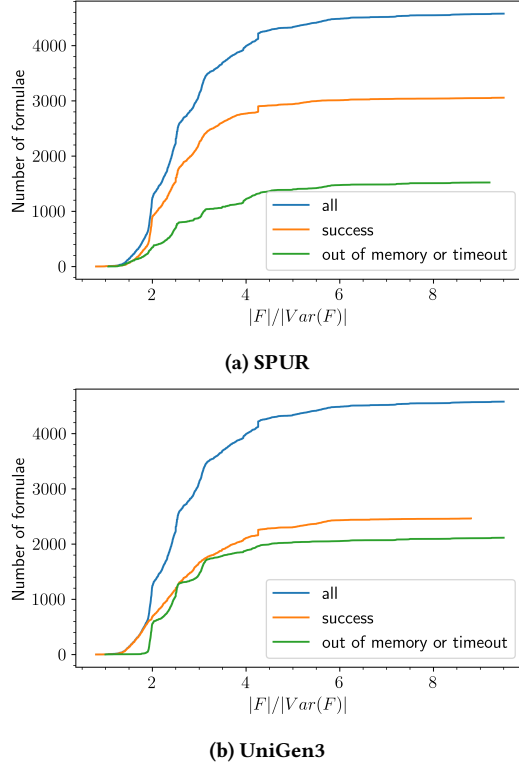 4000
3000
2000
1000
0
Number of formulae
all
success
out of memory or timeout
2 4 6 8
|F|/|Var(F)|
(a) SPUR
4000
3000
2000
1000
0
Number of formulae
all
success
out of memory or timeout
2 4 6 8
|F|/|Var(F)|
(b) UniGen3